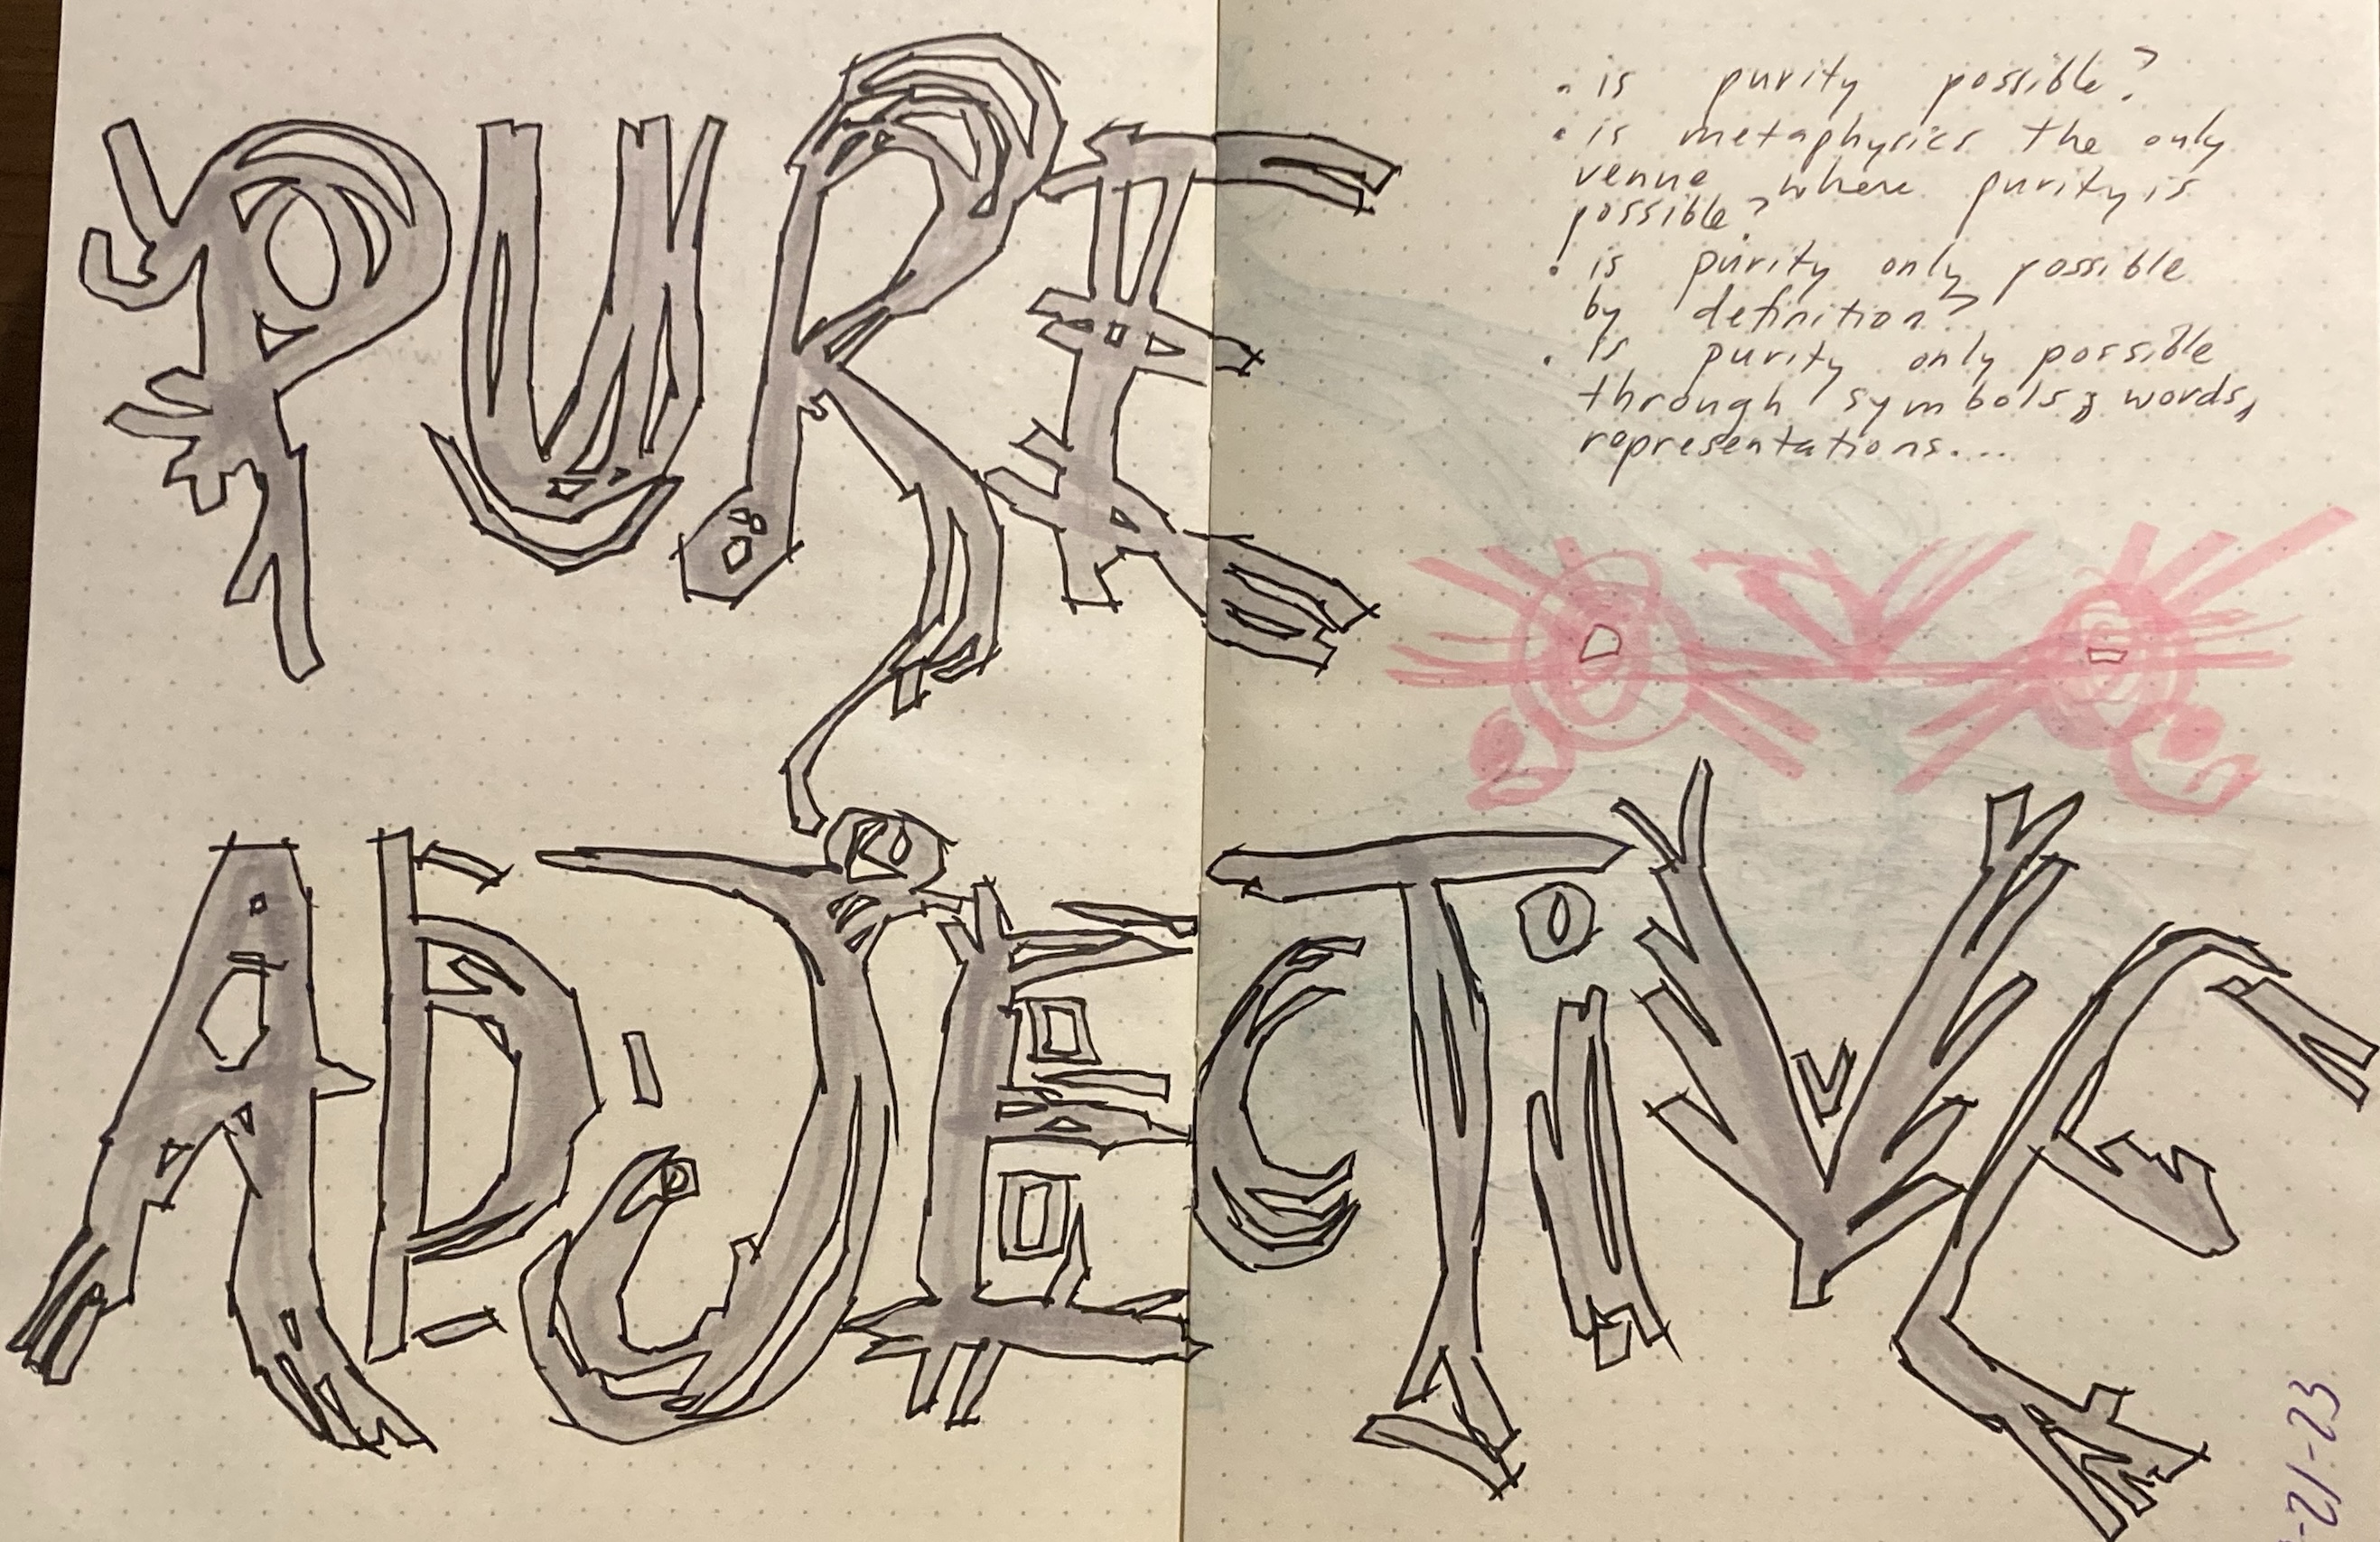 PURE
ADJECTIVE
• is purity possible?
• is metaphysics the only
venue where purity is
possible?
• is purity only possible
by definition?
• is purity only possible
through symbols, words,
representations....
-21-23